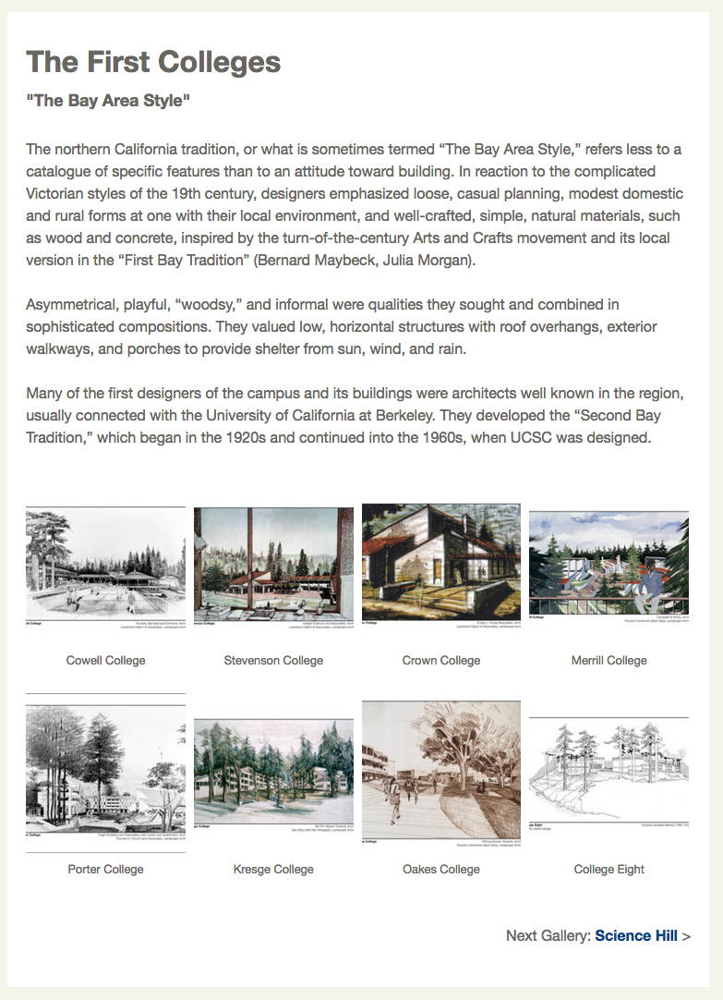 The First Colleges
"The Bay Area Style"
The northern California tradition, or what is sometimes termed “The Bay Area Style,” refers less to a
catalogue of specific features than to an attitude toward building. In reaction to the complicated
Victorian styles of the 19th century, designers emphasized loose, casual planning, modest domestic
and rural forms at one with their local environment, and well-crafted, simple, natural materials, such
as wood and concrete, inspired by the turn-of-the-century Arts and Crafts movement and its local
version in the “First Bay Tradition” (Bernard Maybeck, Julia Morgan).
Asymmetrical, playful, “woodsy,” and informal were qualities they sought and combined in
sophisticated compositions. They valued low, horizontal structures with roof overhangs, exterior
walkways, and porches to provide shelter from sun, wind, and rain.
Many of the first designers of the campus and its buildings were architects well known in the region,
usually connected with the University of California at Berkeley. They developed the “Second Bay
Tradition,” which began in the 1920s and continued into the 1960s, when UCSC was designed.
Cowell College
Stevenson College
Crown College
Merrill College
Porter College
Kresge College
Oakes College
College Eight
Next Gallery: Science Hill >